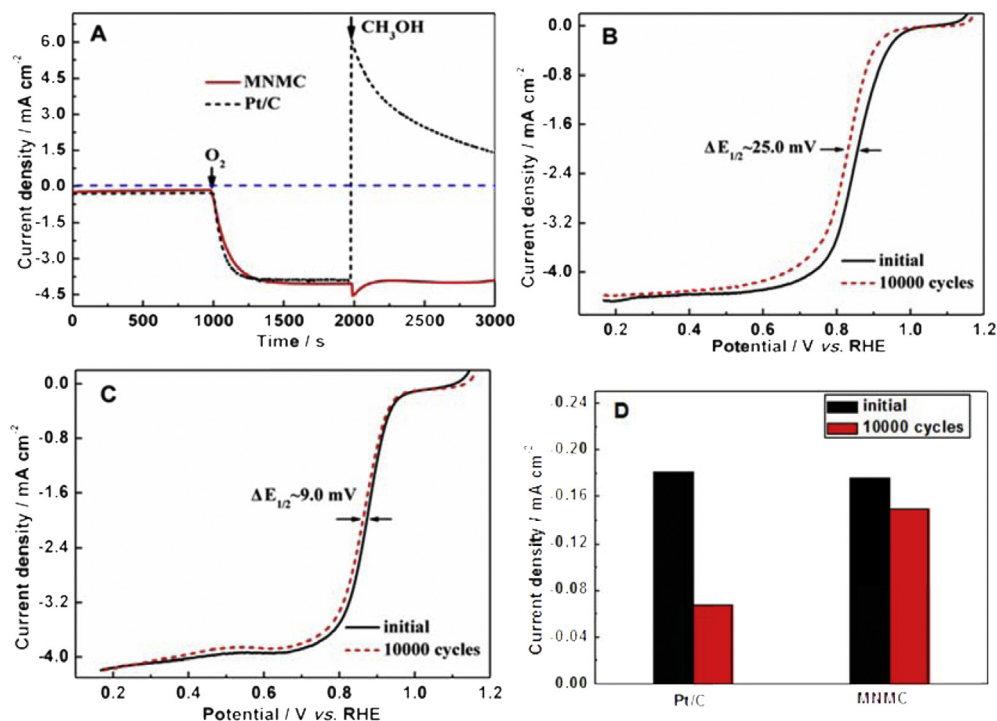 A
CH3OH
MNMC
Pt/C
O2
6.0
4.5
3.0
1.5
0.0
-1.5
-3.0
-4.5
Current density / mA cm-2
0 500 1000 1500 2000 2500 3000
Time / s
B
0.0
-0.8
-1.6
-2.4
-3.2
-4.0
Current density / mA cm-2
ΔE1/2~25.0 mV
initial
10000 cycles
0.2 0.4 0.6 0.8 1.0 1.2
Potential / V vs. RHE
C
0.0
-0.8
-1.6
-2.4
-3.2
-4.0
Current density / mA cm-2
ΔE1/2~9.0 mV
initial
10000 cycles
0.2 0.4 0.6 0.8 1.0 1.2
Potential / V vs. RHE
D
initial
10000 cycles
-0.24
-0.20
-0.16
-0.12
-0.08
-0.04
0.00
Current density / mA cm-2
Pt/C MNMC